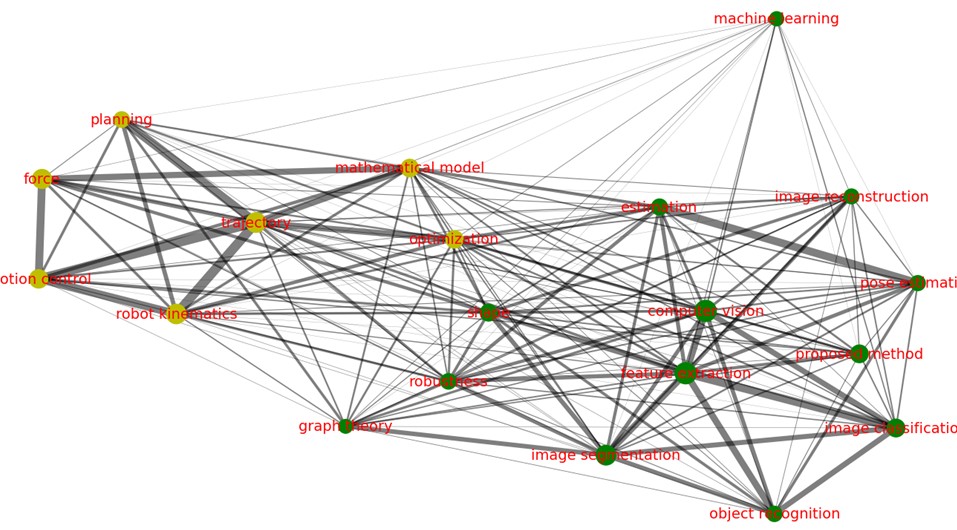 machine learning
planning
mathematical model
force
image reconstruction
estimation
trajectory
optimization
otion control
pose estimati
robot kinematics
shape
computer vision
proposed method
feature extraction
robustness
graph theory
image classificatio
image segmentation
object recognition